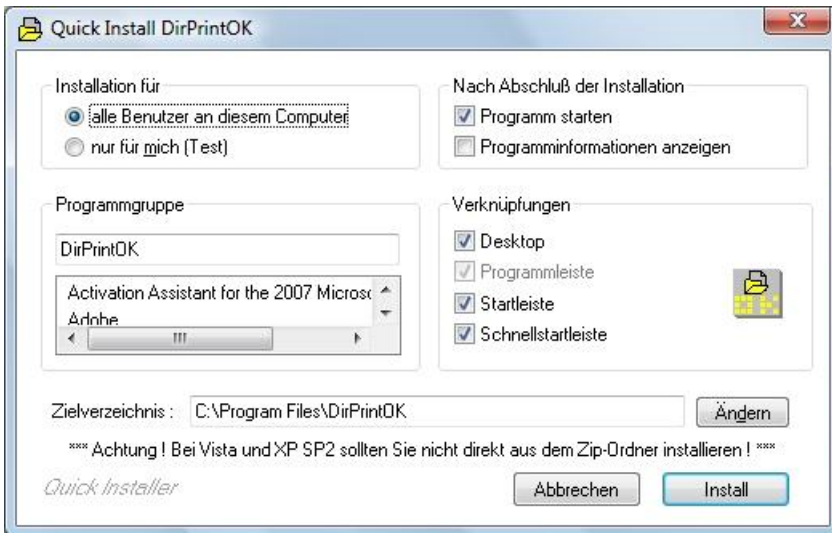 Quick Install DirPrintOK
Installation für
alle Benutzer an diesem Computer
nur für mich (Test)
Nach Abschluß der Installation
Programm starten
Programminformationen anzeigen
Programmgruppe
DirPrintOK
Activation Assistant for the 2007 Microsc
Adobe
Verknüpfungen
Desktop
Programmleiste
Startleiste
Schnellstartleiste
Zielverzeichnis : C:\Program Files\DirPrintOK Ändern
*** Achtung ! Bei Vista und XP SP2 sollten Sie nicht direkt aus dem Zip-Ordner installieren ! ***
Quick Installer
Abbrechen
Install